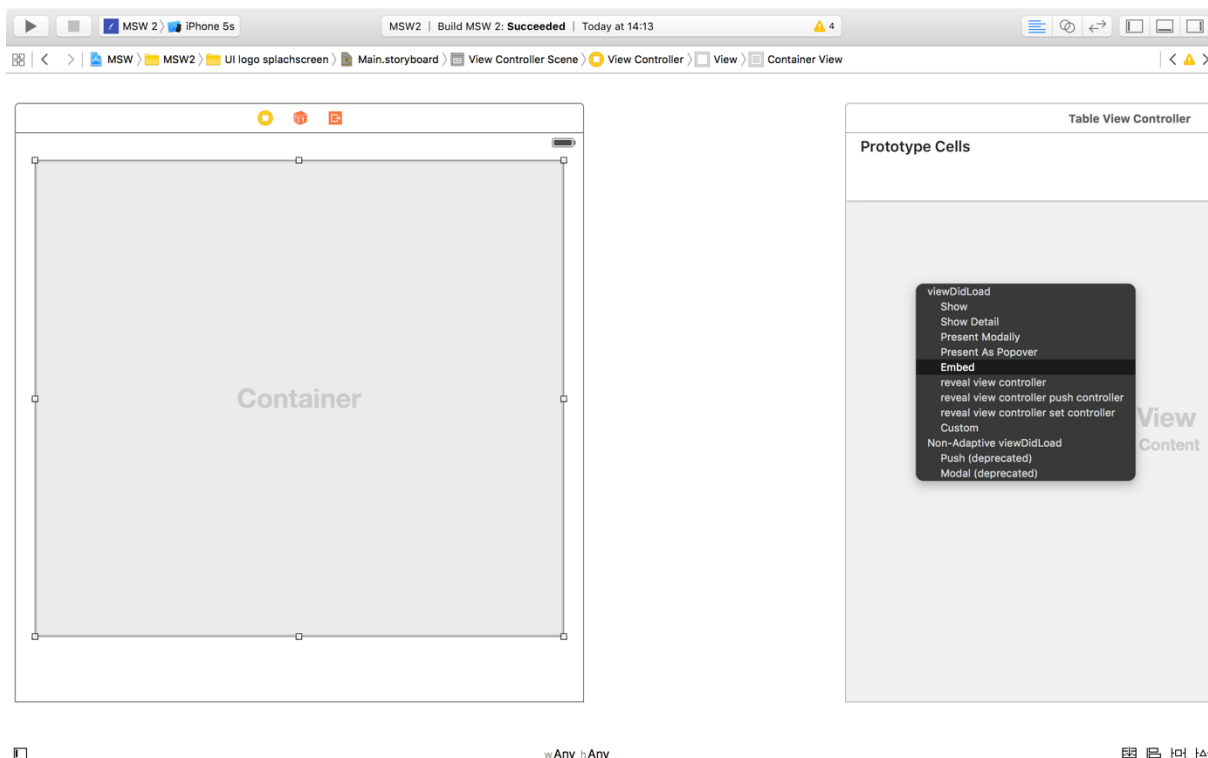 MSW 2 iPhone 5s
MSW2 | Build MSW 2: Succeeded | Today at 14:13
4
MSW MSW2 UI logo splachscreen Main.storyboard View Controller Scene View Controller View Container View
Table View Controller
Prototype Cells
Container
viewDidLoad
Show
Show Detail
Present Modally
Present As Popover
Embed
reveal view controller
reveal view controller push controller
reveal view controller set controller
Custom
Non-Adaptive viewDidLoad
Push (deprecated)
Modal (deprecated)
View
Content
wAny hAny